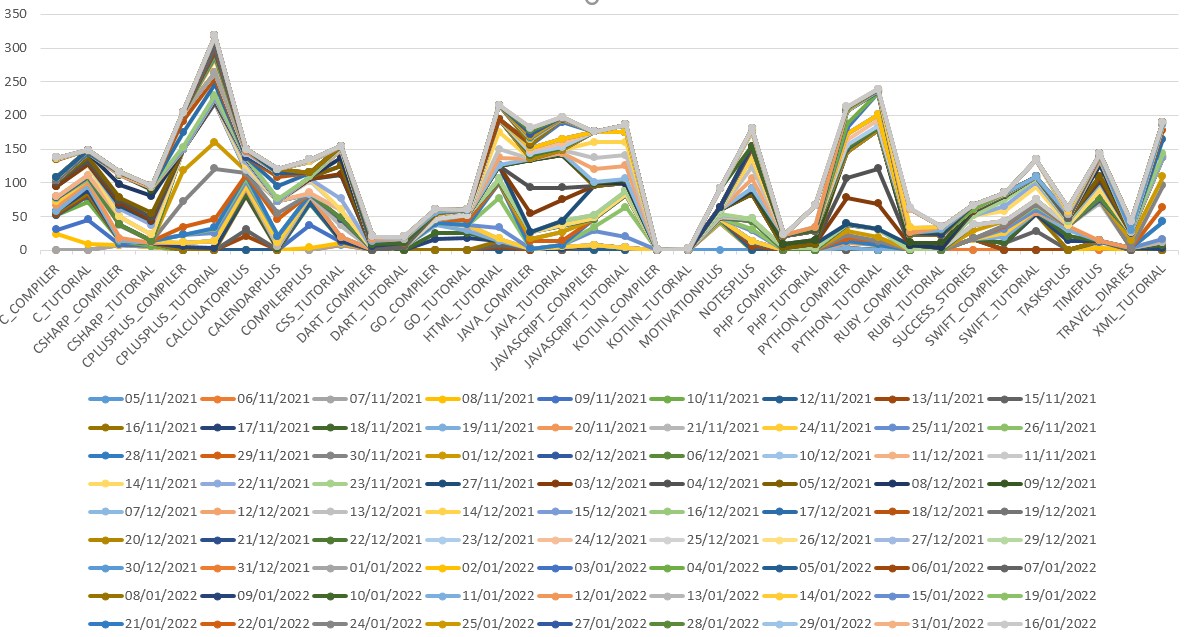 350
300
250
200
150
100
50
0
C_COMPILER
C_TUTORIAL
CSHARP_COMPILER
CSHARP_TUTORIAL
CPLUSPLUS_COMPILER
CPLUSPLUS_TUTORIAL
CALCULATORPLUS
CALENDARPLUS
COMPILERPLUS
CSS_TUTORIAL
DART_COMPILER
DART_TUTORIAL
GO_COMPILER
GO_TUTORIAL
HTML_TUTORIAL
JAVA_COMPILER
JAVA_TUTORIAL
JAVASCRIPT_COMPILER
JAVASCRIPT_TUTORIAL
KOTLIN_COMPILER
KOTLIN_TUTORIAL
MOTIVATIONPLUS
NOTESPLUS
PHP_COMPILER
PHP_TUTORIAL
PYTHON_COMPILER
PYTHON_TUTORIAL
RUBY_COMPILER
RUBY_TUTORIAL
SUCCESS_STORIES
SWIFT_COMPILER
SWIFT_TUTORIAL
TASKSPLUS
TIMEPLUS
TRAVEL_DIARIES
XML_TUTORIAL
05/11/2021 06/11/2021 07/11/2021 08/11/2021 09/11/2021 10/11/2021 12/11/2021 13/11/2021 15/11/2021
16/11/2021 17/11/2021 18/11/2021 19/11/2021 20/11/2021 21/11/2021 24/11/2021 25/11/2021 26/11/2021
28/11/2021 29/11/2021 30/11/2021 01/12/2021 02/12/2021 06/12/2021 10/12/2021 11/12/2021 11/11/2021
14/11/2021 22/11/2021 23/11/2021 27/11/2021 03/12/2021 04/12/2021 05/12/2021 08/12/2021 09/12/2021
07/12/2021 12/12/2021 13/12/2021 14/12/2021 15/12/2021 16/12/2021 17/12/2021 18/12/2021 19/12/2021
20/12/2021 21/12/2021 22/12/2021 23/12/2021 24/12/2021 25/12/2021 26/12/2021 27/12/2021 29/12/2021
30/12/2021 31/12/2021 01/01/2022 02/01/2022 03/01/2022 04/01/2022 05/01/2022 06/01/2022 07/01/2022
08/01/2022 09/01/2022 10/01/2022 11/01/2022 12/01/2022 13/01/2022 14/01/2022 15/01/2022 19/01/2022
21/01/2022 22/01/2022 24/01/2022 25/01/2022 27/01/2022 28/01/2022 29/01/2022 31/01/2022 16/01/2022